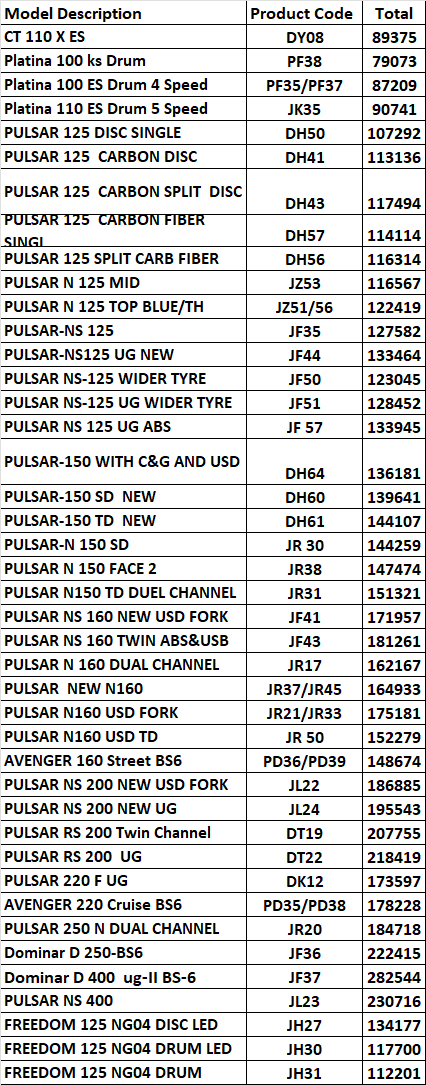 Model Description Product Code Total
CT 110 X ES DY08 89375
Platina 100 ks Drum PF38 79073
Platina 100 ES Drum 4 Speed PF35/PF37 87209
Platina 110 ES Drum 5 Speed JK35 90741
PULSAR 125 DISC SINGLE DH50 107292
PULSAR 125  CARBON DISC DH41 113136
PULSAR 125  CARBON SPLIT  DISC DH43 117494
PULSAR 125  CARBON FIBER
SINGL DH57 114114
PULSAR 125 SPLIT CARB FIBER DH56 116314
PULSAR N 125 MID JZ53 116567
PULSAR N 125 TOP BLUE/TH JZ51/56 122419
PULSAR-NS 125 JF35 127582
PULSAR-NS125 UG NEW JF44 133464
PULSAR NS-125 WIDER TYRE JF50 123045
PULSAR NS-125 UG WIDER TYRE JF51 128452
PULSAR NS 125 UG ABS JF 57 133945
PULSAR-150 WITH C&G AND USD DH64 136181
PULSAR-150 SD  NEW DH60 139641
PULSAR-150 TD  NEW DH61 144107
PULSAR-N 150 SD JR 30 144259
PULSAR N 150 FACE 2 JR38 147474
PULSAR N150 TD DUEL CHANNEL JR31 151321
PULSAR NS 160 NEW USD FORK JF41 171957
PULSAR NS 160 TWIN ABS&USB JF43 181261
PULSAR N 160 DUAL CHANNEL JR17 162167
PULSAR  NEW N160 JR37/JR45 164933
PULSAR N160 USD FORK JR21/JR33 175181
PULSAR N160 USD TD JR 50 152279
AVENGER 160 Street BS6 PD36/PD39 148674
PULSAR NS 200 NEW USD FORK JL22 186885
PULSAR NS 200 NEW UG JL24 195543
PULSAR RS 200 Twin Channel DT19 207755
PULSAR RS 200  UG DT22 218419
PULSAR 220 F UG DK12 173597
AVENGER 220 Cruise BS6 PD35/PD38 178228
PULSAR 250 N DUAL CHANNEL JR20 184718
Dominar D 250-BS6 JF36 222415
Dominar D 400  ug-II BS-6 JF37 282544
PULSAR NS 400 JL23 230716
FREEDOM 125 NG04 DISC LED JH27 134177
FREEDOM 125 NG04 DRUM LED JH30 117700
FREEDOM 125 NG04 DRUM JH31 112201